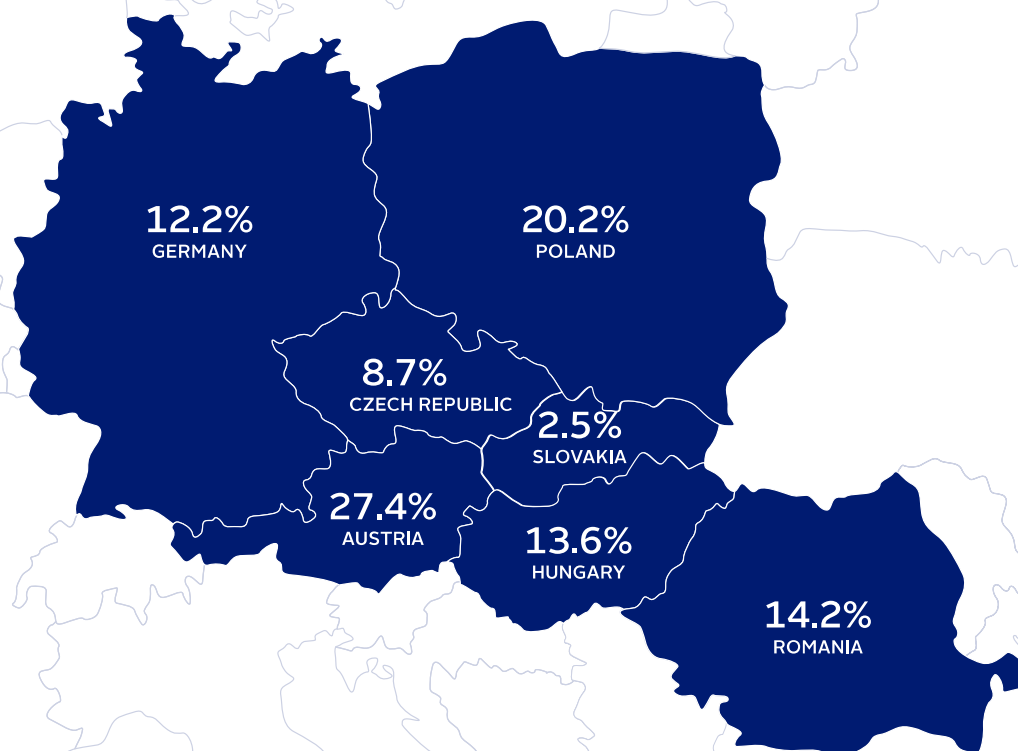 12.2%
GERMANY
20.2%
POLAND
8.7%
CZECH REPUBLIC
2.5%
SLOVAKIA
27.4%
AUSTRIA
13.6%
HUNGARY
14.2%
ROMANIA